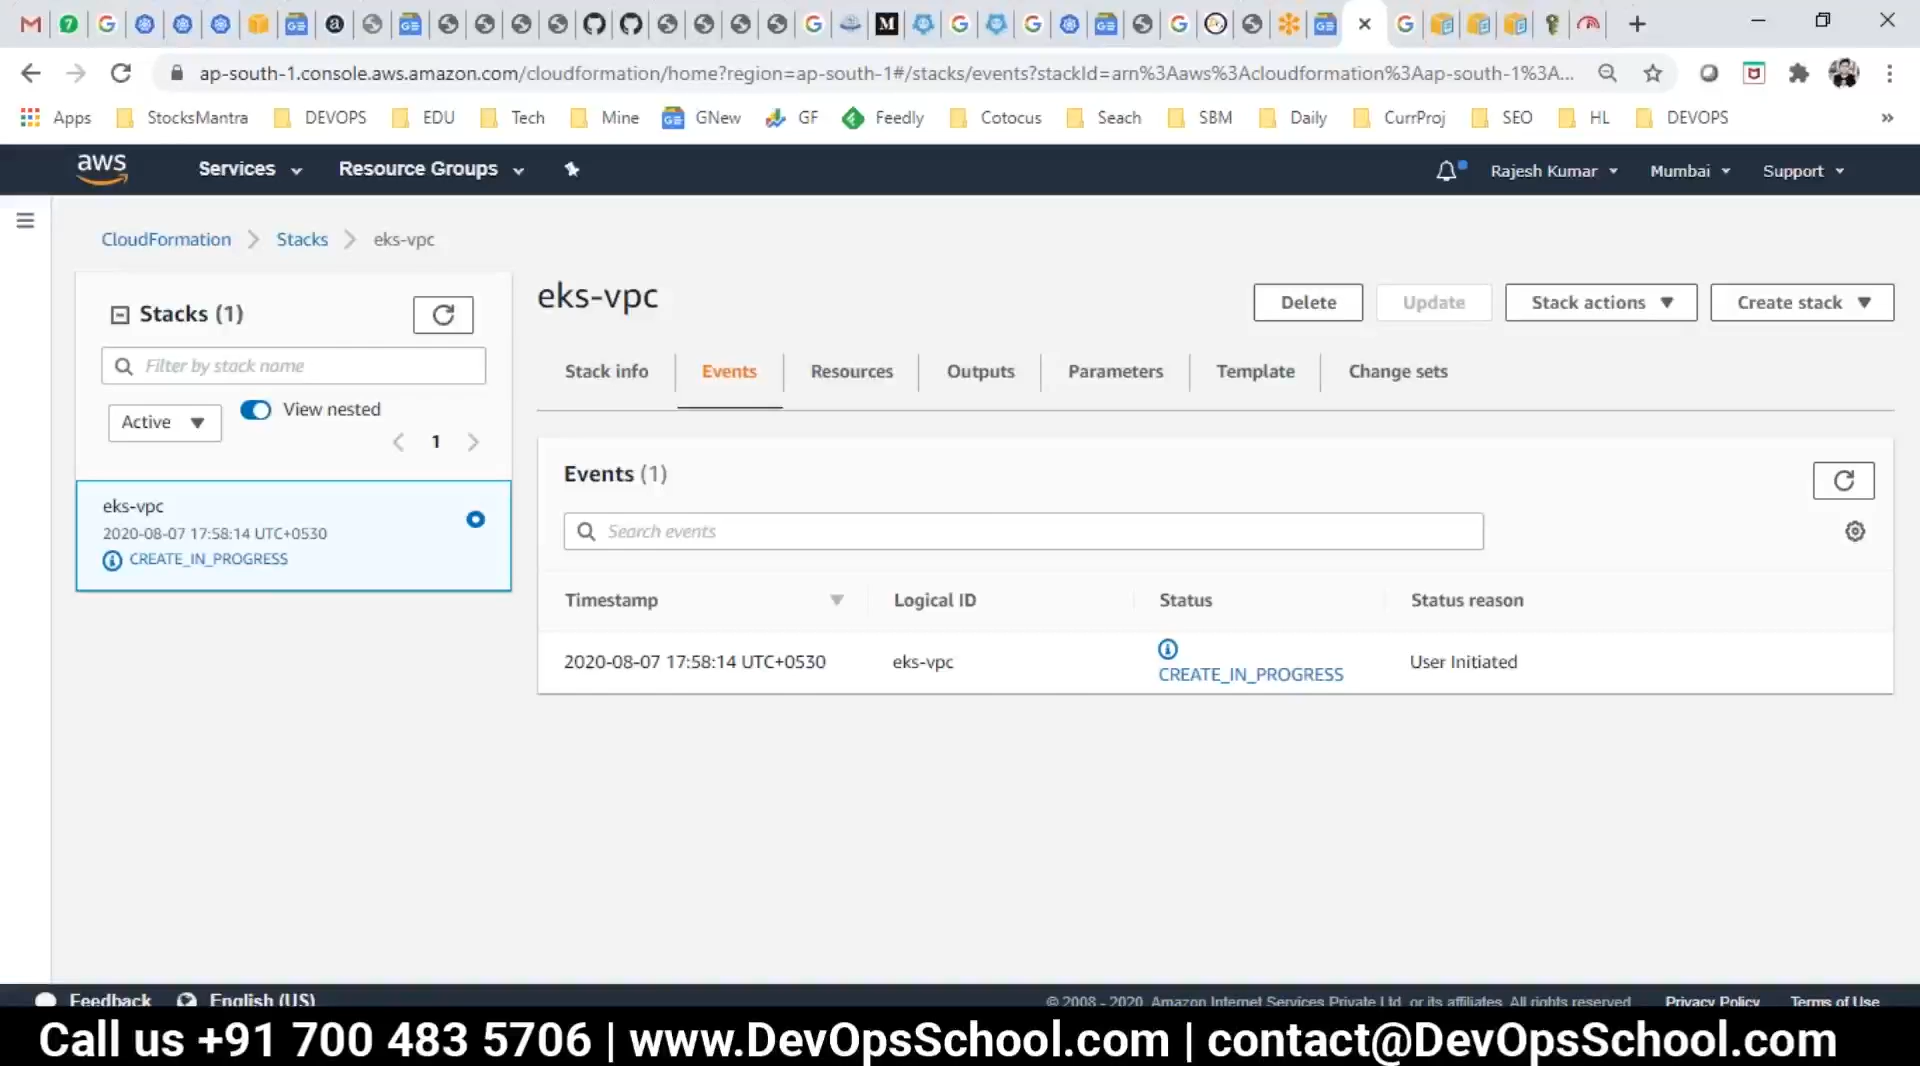 ap-south-1.console.aws.amazon.com/cloudformation/home?region=ap-south-1#/stacks/events?stackId=arn%3Aaws%3Acloudformation%3Aap-south-1%3A...
Apps StocksMantra DEVOPS EDU Tech Mine GNew GF Feedly Cotocus Seach SBM Daily CurrProj SEO HL DEVOPS »
aws Services Resource Groups Rajesh Kumar Mumbai Support
CloudFormation Stacks eks-vpc
Stacks (1)
Filter by stack name
Active
View nested
1
eks-vpc
2020-08-07 17:58:14 UTC+0530
CREATE_IN_PROGRESS
eks-vpc
Delete Update Stack actions Create stack
Stack info Events Resources Outputs Parameters Template Change sets
Events (1)
Search events
Timestamp Logical ID Status Status reason
2020-08-07 17:58:14 UTC+0530 eks-vpc CREATE_IN_PROGRESS User Initiated
Feedback English (US) © 2008 - 2020, Amazon Internet Services Private Ltd. or its affiliates. All rights reserved. Privacy Policy Terms of Use
Call us +91 700 483 5706 | www.DevOpsSchool.com | contact@DevOpsSchool.com